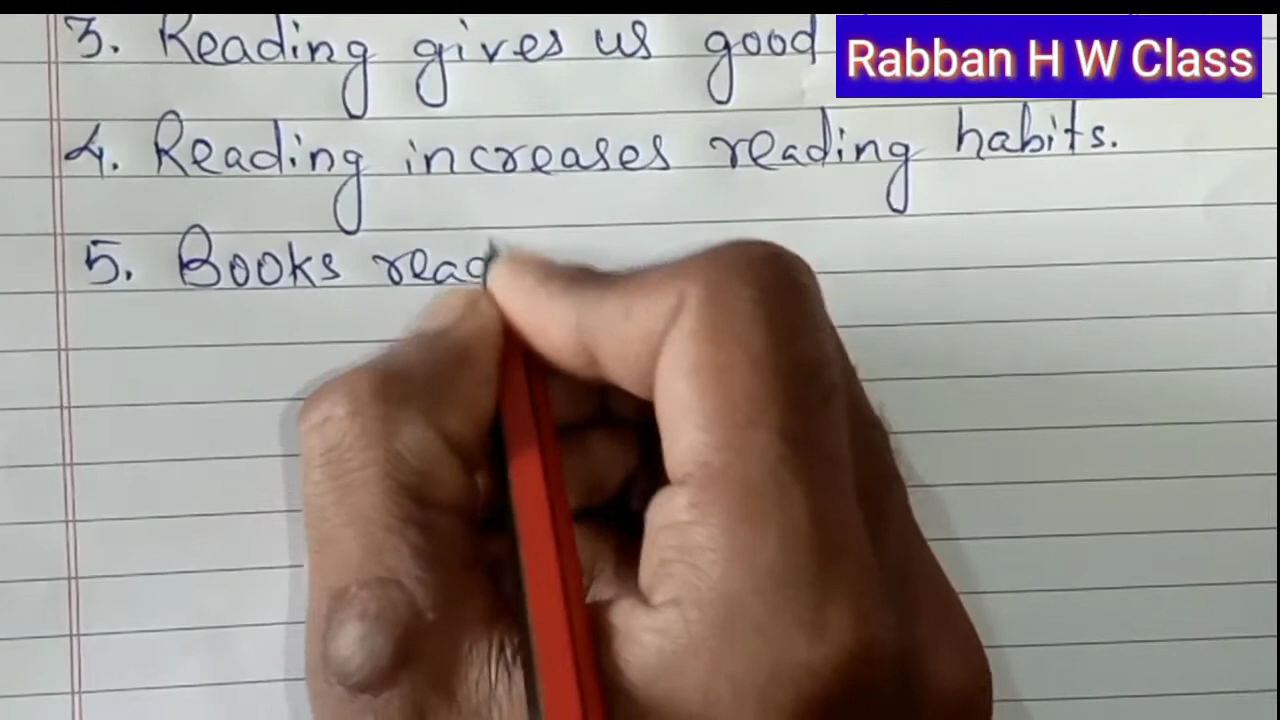 3. Reading gives us good
Rabban H W Class
4. Reading increases reading habits.
5. Books read